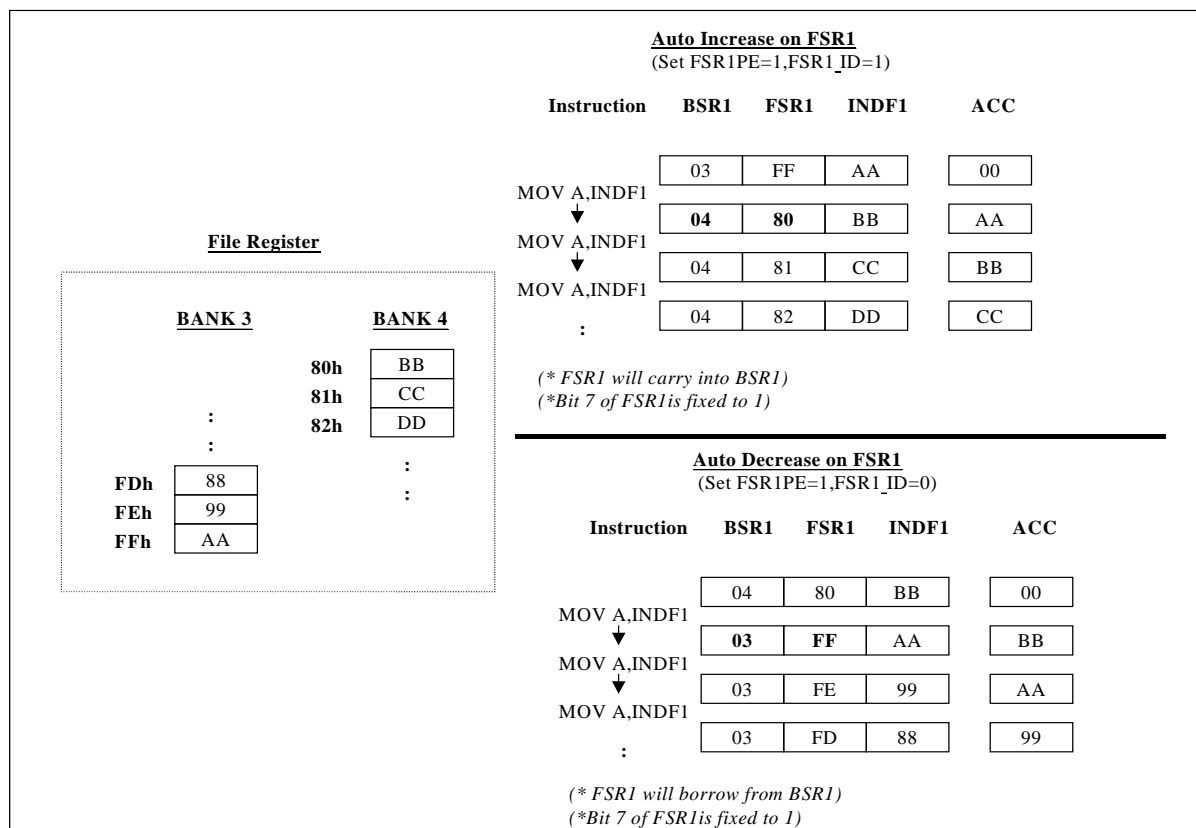 File Register
BANK 3 BANK 4
80h BB
81h CC
82h DD
: :
: :
FDh 88
FEh 99
FFh AA
Auto Increase on FSR1
(Set FSR1PE=1,FSR1_ID=1)
Instruction BSR1 FSR1 INDF1 ACC
03 FF AA 00
MOV A,INDF1
04 80 BB AA
MOV A,INDF1
04 81 CC BB
MOV A,INDF1
04 82 DD CC
:
(* FSR1 will carry into BSR1)
(*Bit 7 of FSR1is fixed to 1)
Auto Decrease on FSR1
(Set FSR1PE=1,FSR1_ID=0)
Instruction BSR1 FSR1 INDF1 ACC
04 80 BB 00
MOV A,INDF1
03 FF AA BB
MOV A,INDF1
03 FE 99 AA
MOV A,INDF1
03 FD 88 99
:
(* FSR1 will borrow from BSR1)
(*Bit 7 of FSR1is fixed to 1)